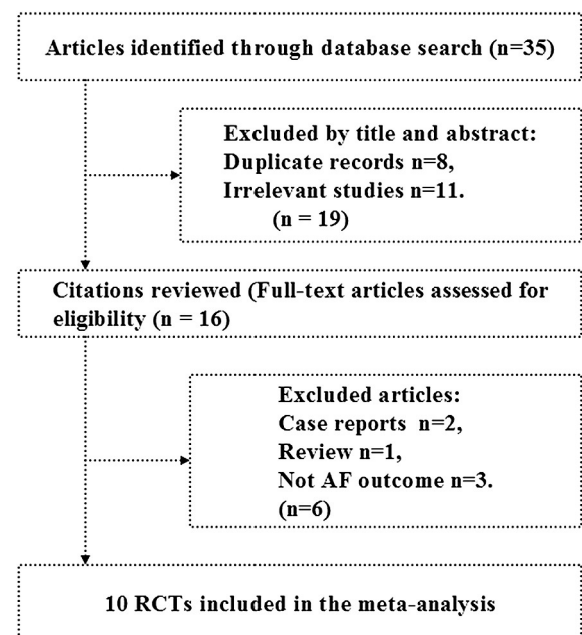 Articles identified through database search (n=35)
Excluded by title and abstract:
Duplicate records n=8,
Irrelevant studies n=11.
(n = 19)
Citations reviewed (Full-text articles assessed for
eligibility (n = 16)
Excluded articles:
Case reports n=2,
Review n=1,
Not AF outcome n=3.
(n=6)
10 RCTs included in the meta-analysis